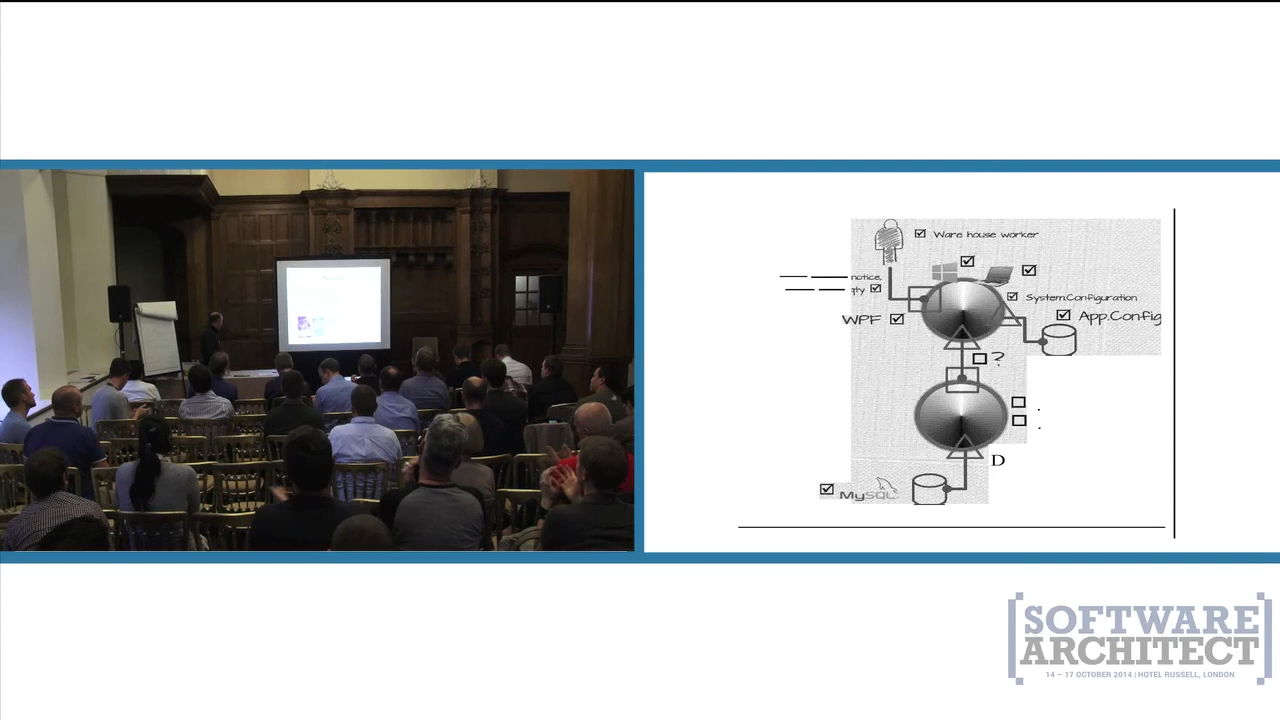 Ware house worker
notice,
qty
System.Configuration
WPF
App.Config
?
D
MySQL
SOFTWARE
ARCHITECT
14 – 17 OCTOBER 2014 | HOTEL RUSSELL, LONDON